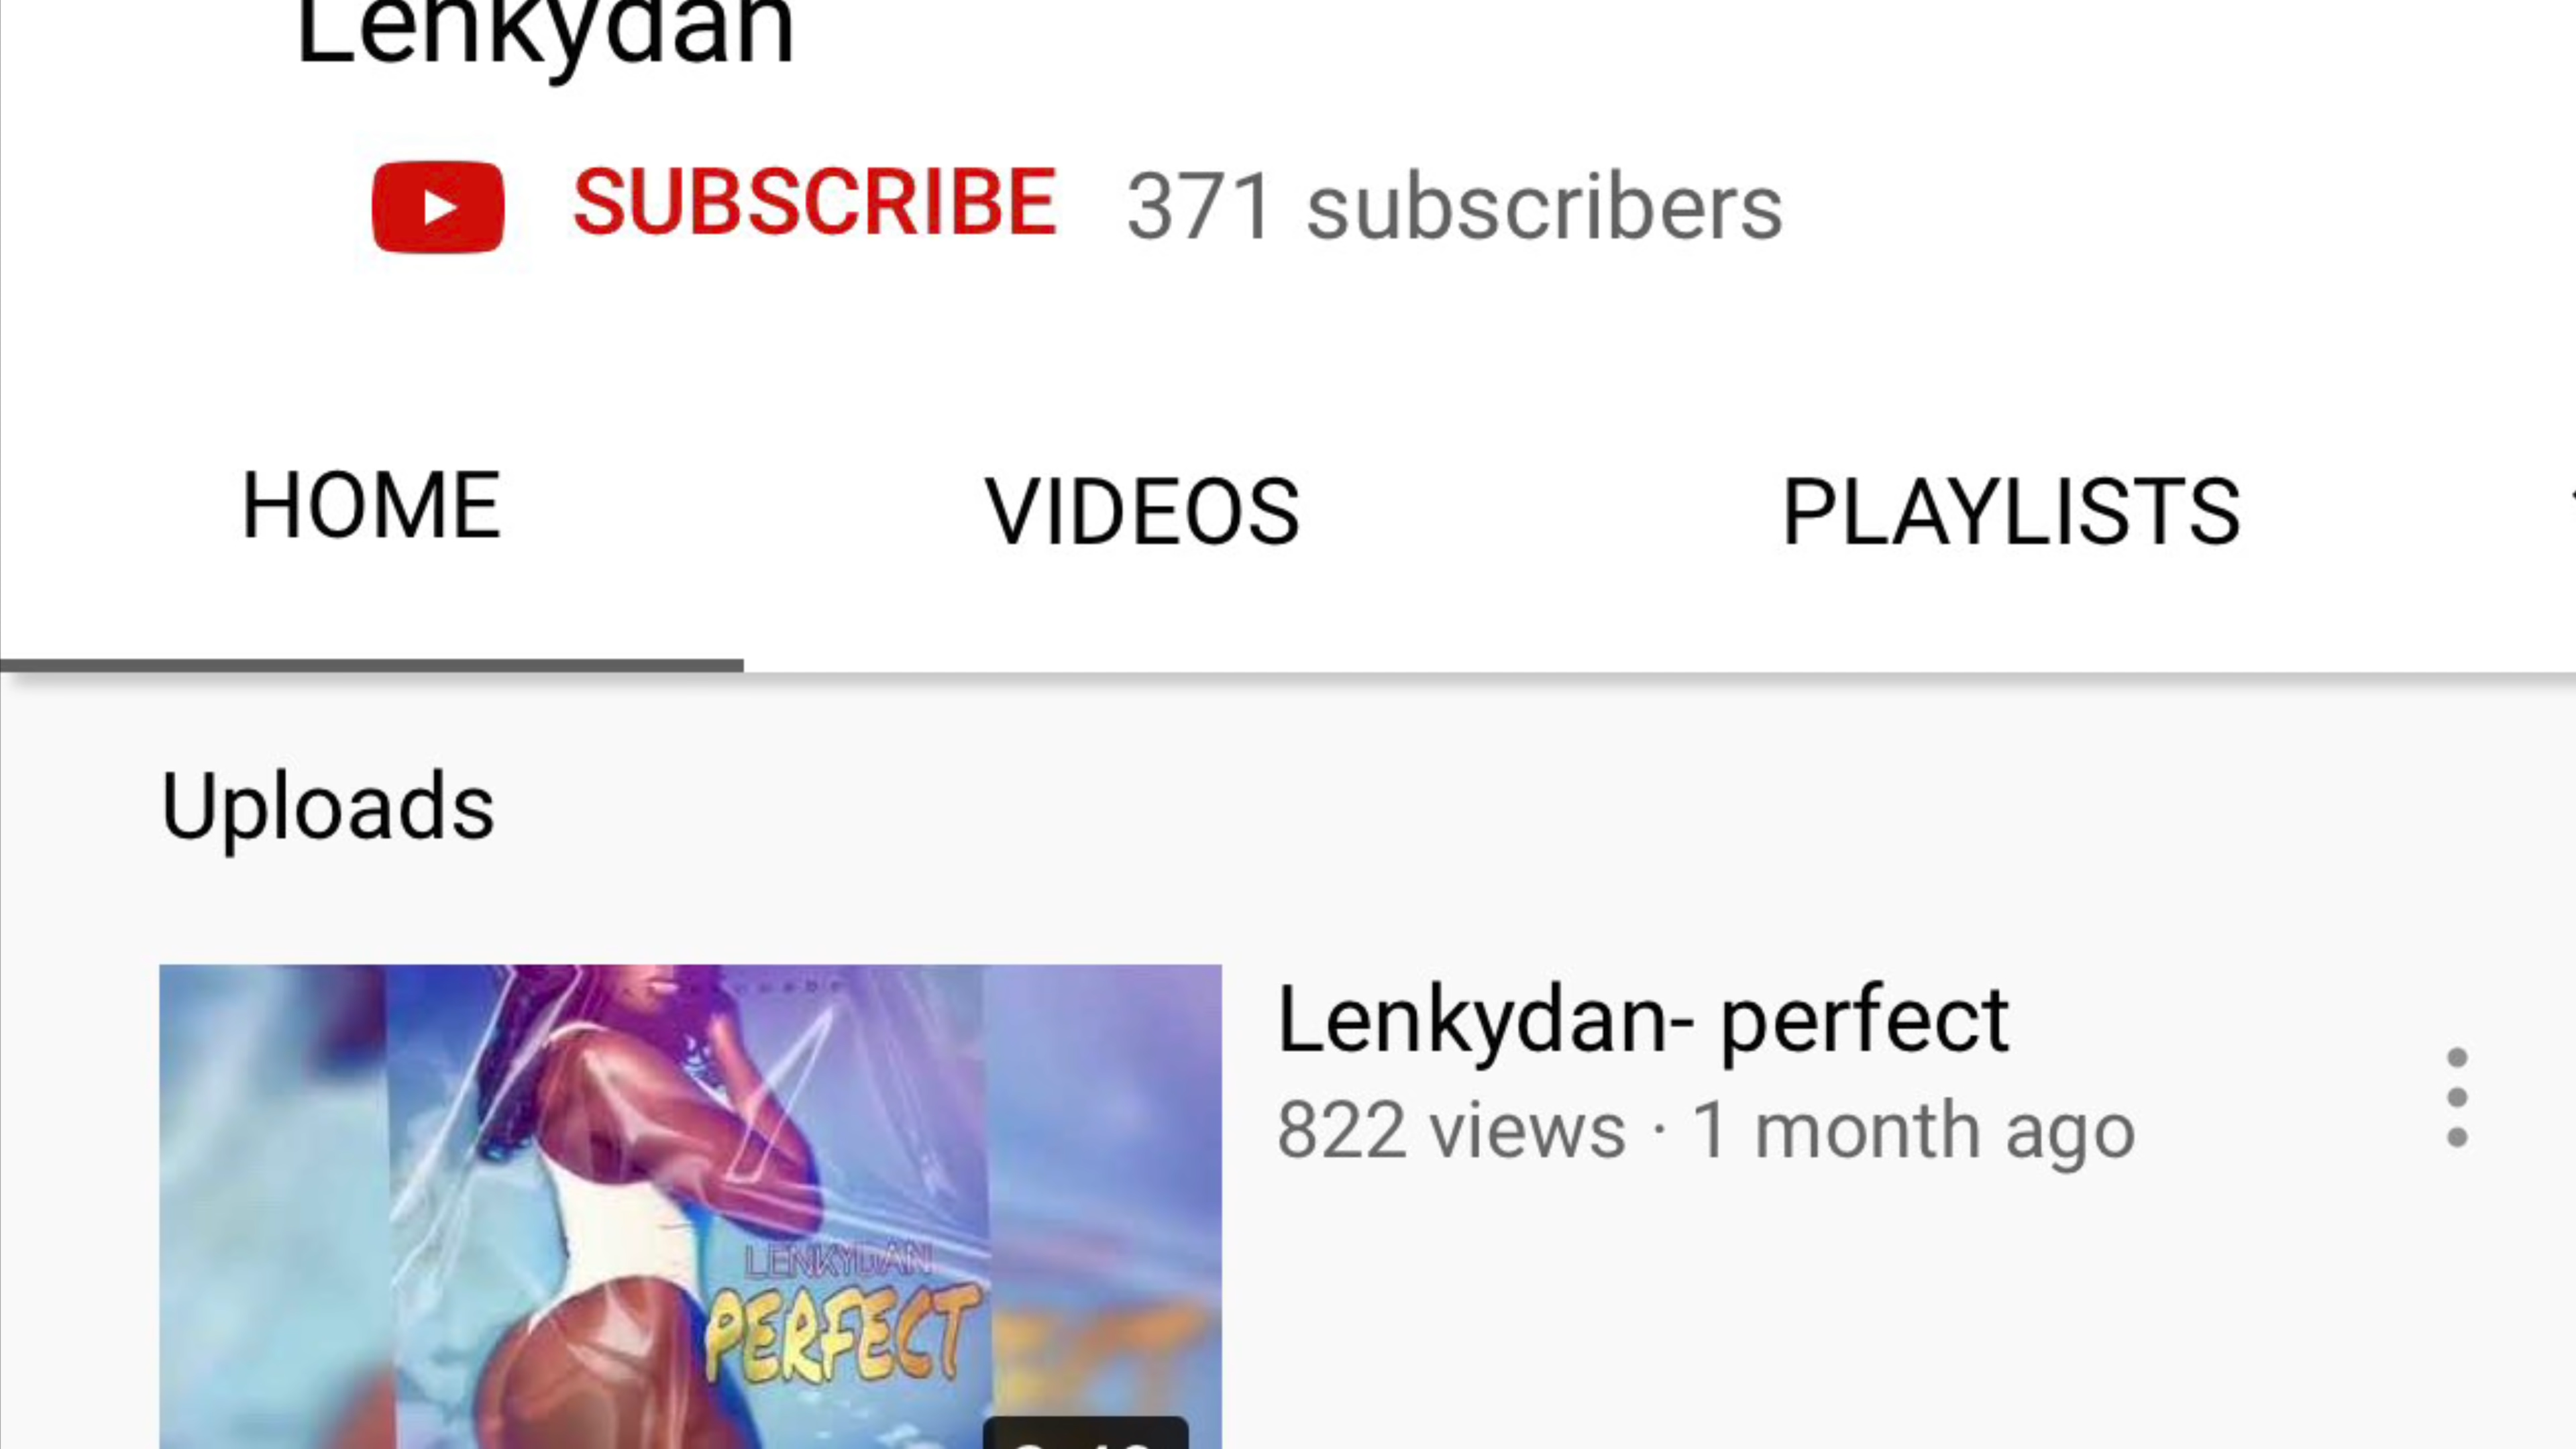 Lenkydan
SUBSCRIBE 371 subscribers
HOME VIDEOS PLAYLISTS
Uploads
Lenkydan- perfect
822 views · 1 month ago
LENKYDAN
PERFECT